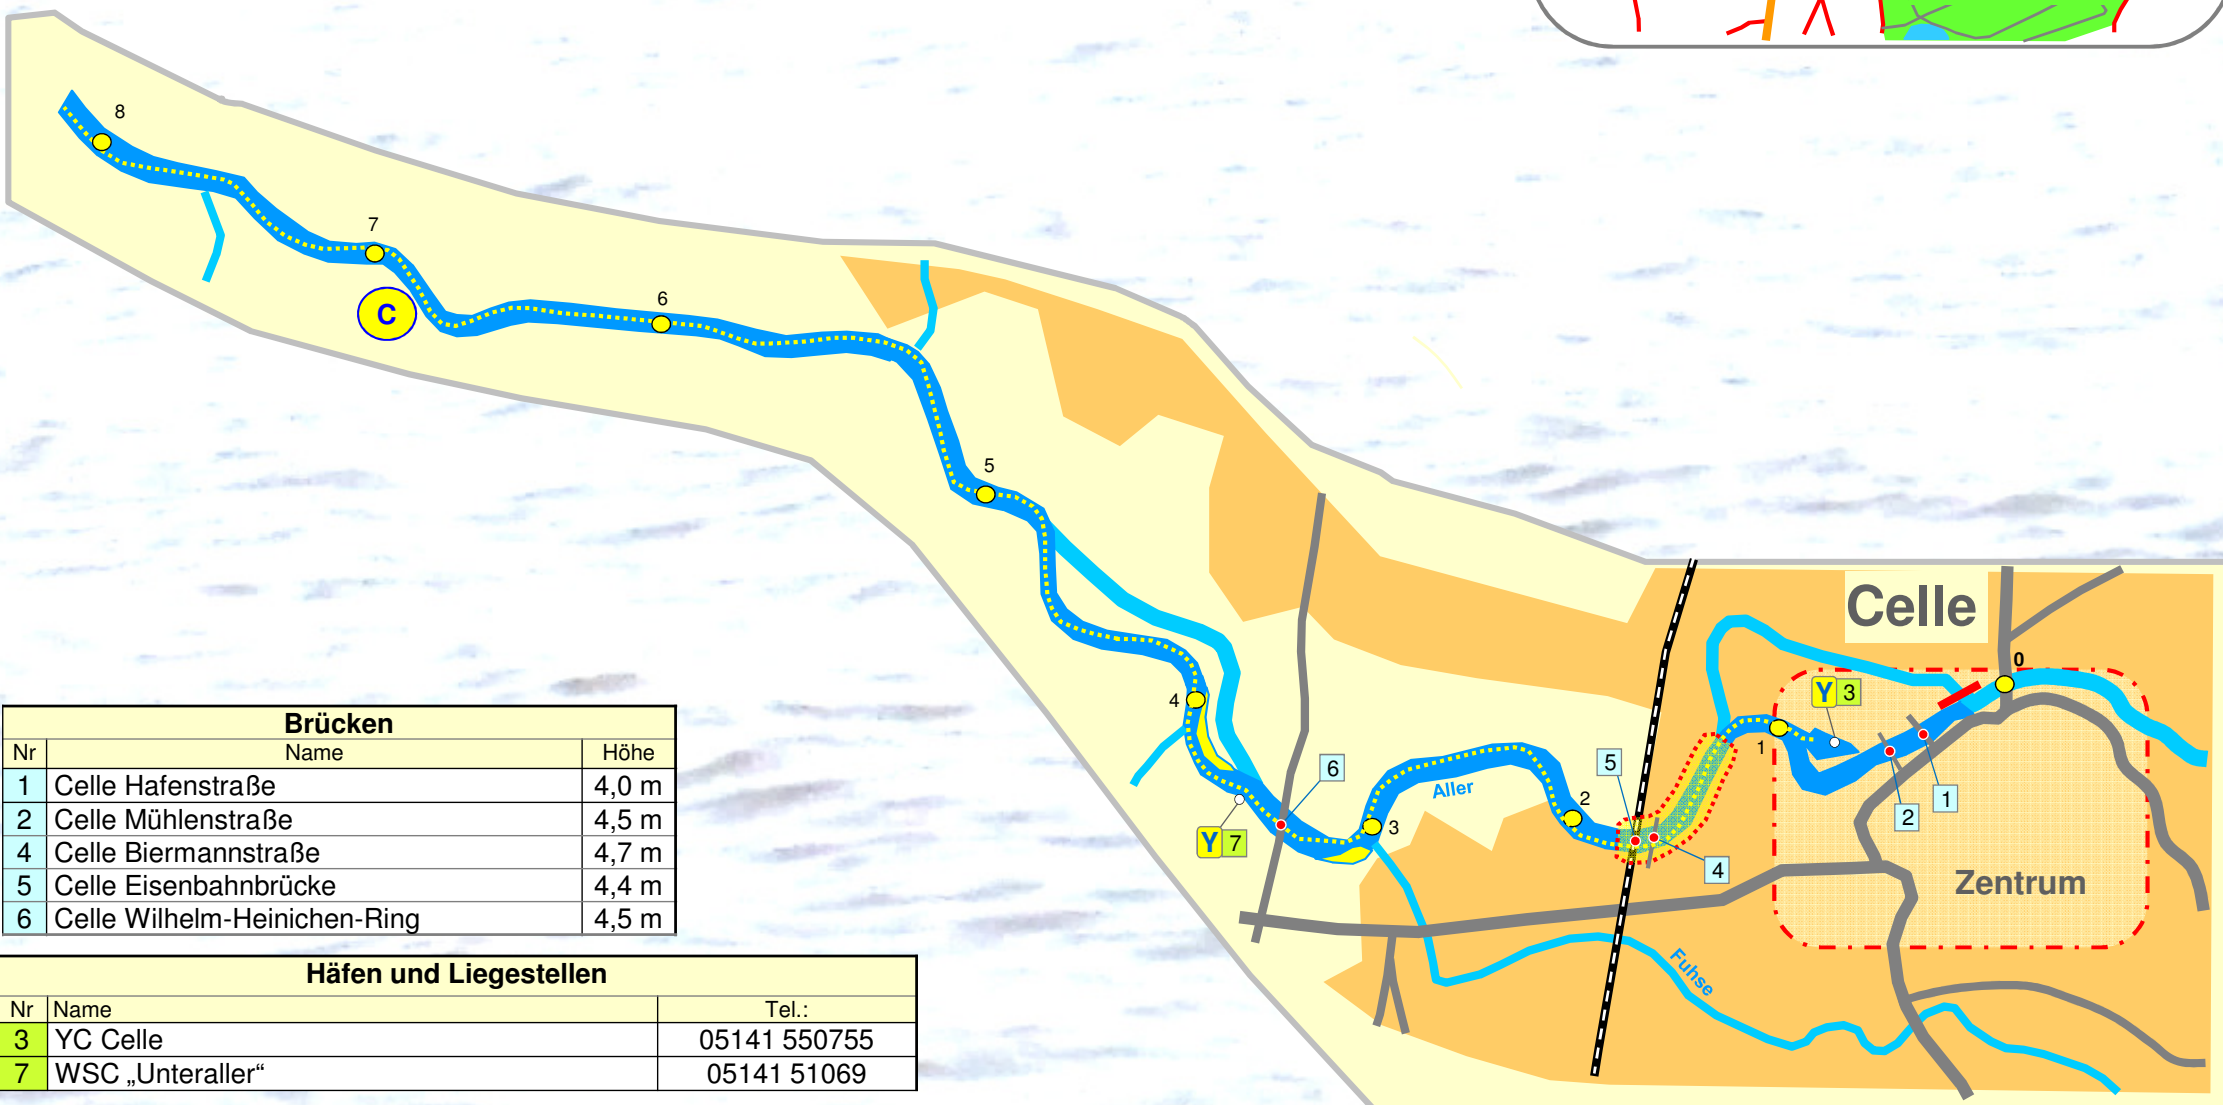 8
7
C
6
5
4
Y 7
6
3
Aller
2
5
4
Celle
0
Y 3
1
1
2
Zentrum
Fuhse
Brücken
Nr Name Höhe
1 Celle Hafenstraße 4,0 m
2 Celle Mühlenstraße 4,5 m
4 Celle Biermannstraße 4,7 m
5 Celle Eisenbahnbrücke 4,4 m
6 Celle Wilhelm-Heinichen-Ring 4,5 m
Häfen und Liegestellen
Nr Name Tel.:
3 YC Celle 05141 550755
7 WSC „Unteraller“ 05141 51069